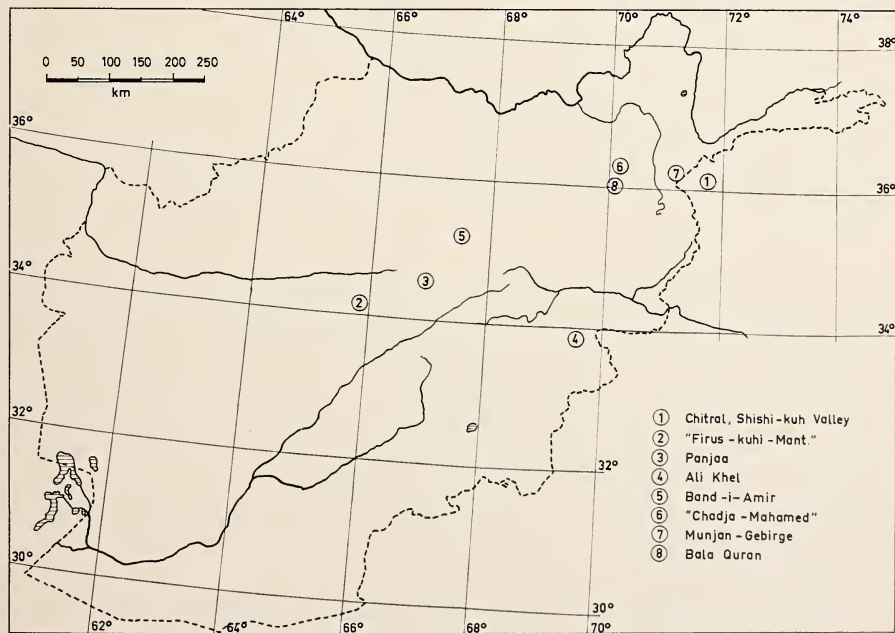 64° 66° 68° 70° 72° 74°
38°
0 50 100 150 200 250
km
36°
⑥
⑦ ①
⑧
⑤
34°
③
②
34°
④
32°
① Chitral, Shishi-kuh Valley
② "Firus-kuhi-Mant."
③ Panjaa
④ Ali Khel
32°
⑤ Band-i-Amir
⑥ "Chadja-Mahamed"
⑦ Munjan-Gebirge
⑧ Bala Quran
30°
30°
62° 64° 66° 68° 70°